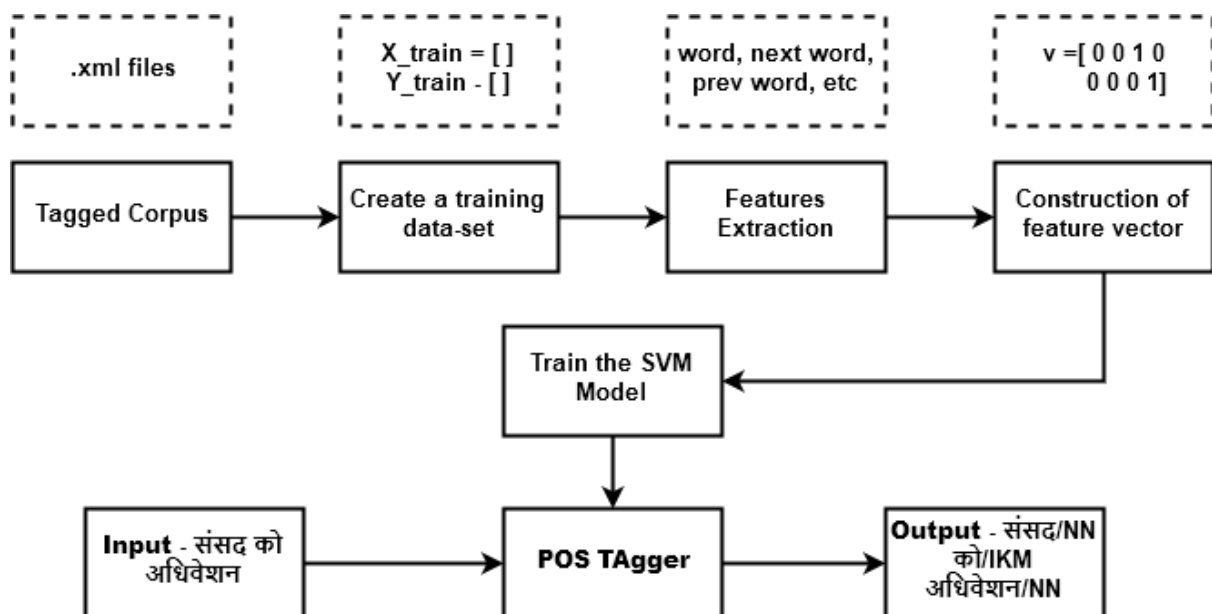 .xml files
X_train = [ ]
Y_train - [ ]
word, next word,
prev word, etc
v =[ 0 0 1 0
0 0 0 1]
Tagged Corpus
Create a training
data-set
Features
Extraction
Construction of
feature vector
Train the SVM
Model
Input - संसद को
अधिवेशन
POS TAgger
Output - संसद/NN
को/IKM
अधिवेशन/NN